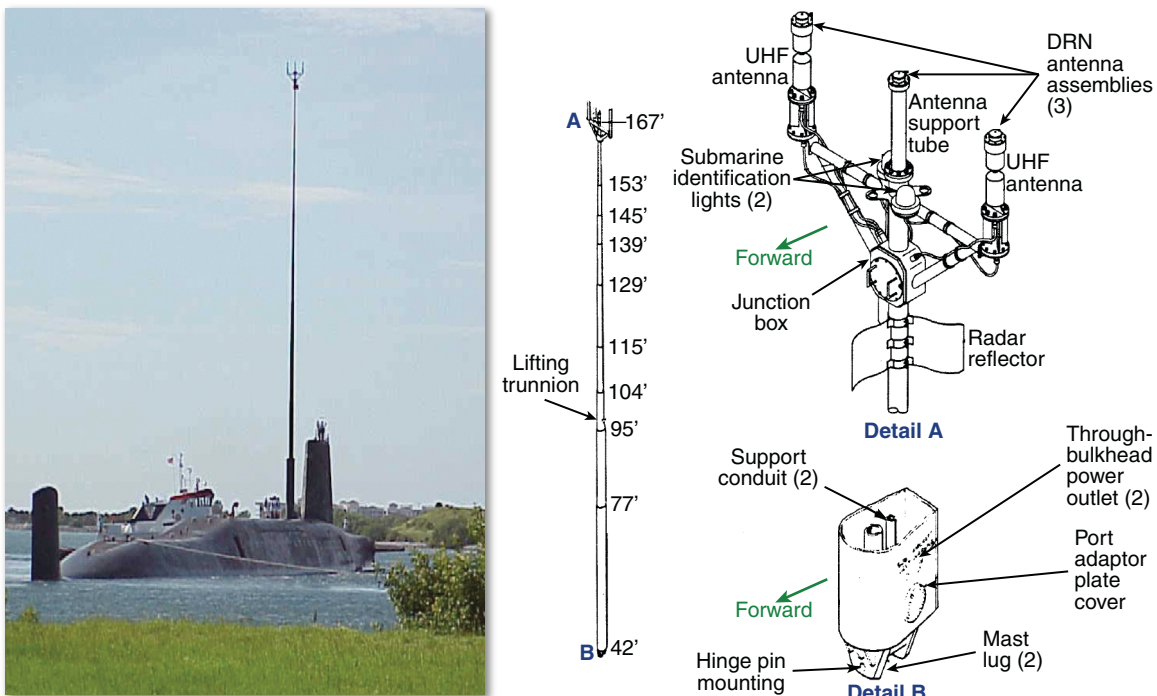 A
167'
153'
145'
139'
129'
115'
104'
Lifting
trunnion
95'
77'
B
42'
UHF
antenna
DRN
antenna
assemblies
(3)
Antenna
support
tube
UHF
antenna
Submarine
identification
lights (2)
Forward
Junction
box
Radar
reflector
Detail A
Support
conduit (2)
Through-
bulkhead
power
outlet (2)
Port
adaptor
plate
cover
Forward
Hinge pin
mounting
Mast
lug (2)
Detail B